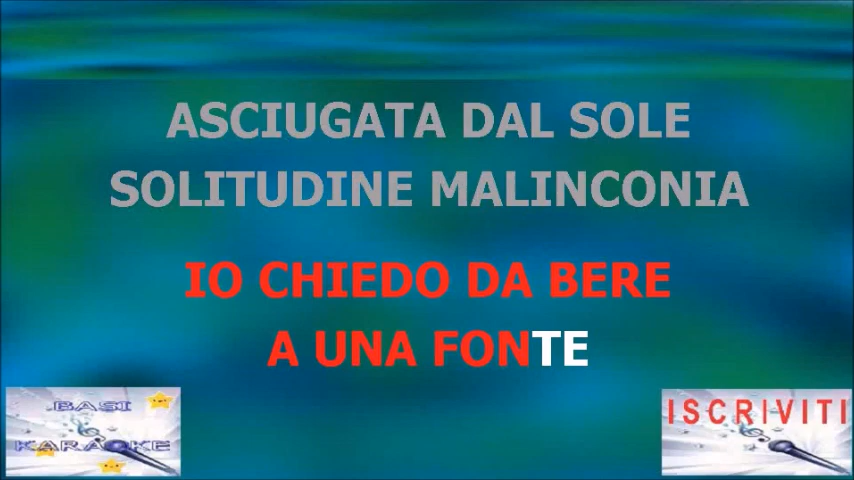 ASCIUGATA DAL SOLE
SOLITUDINE MALINCONIA
IO CHIEDO DA BERE
A UNA FONTE
BASI
KARAOKE
ISCRIVITI